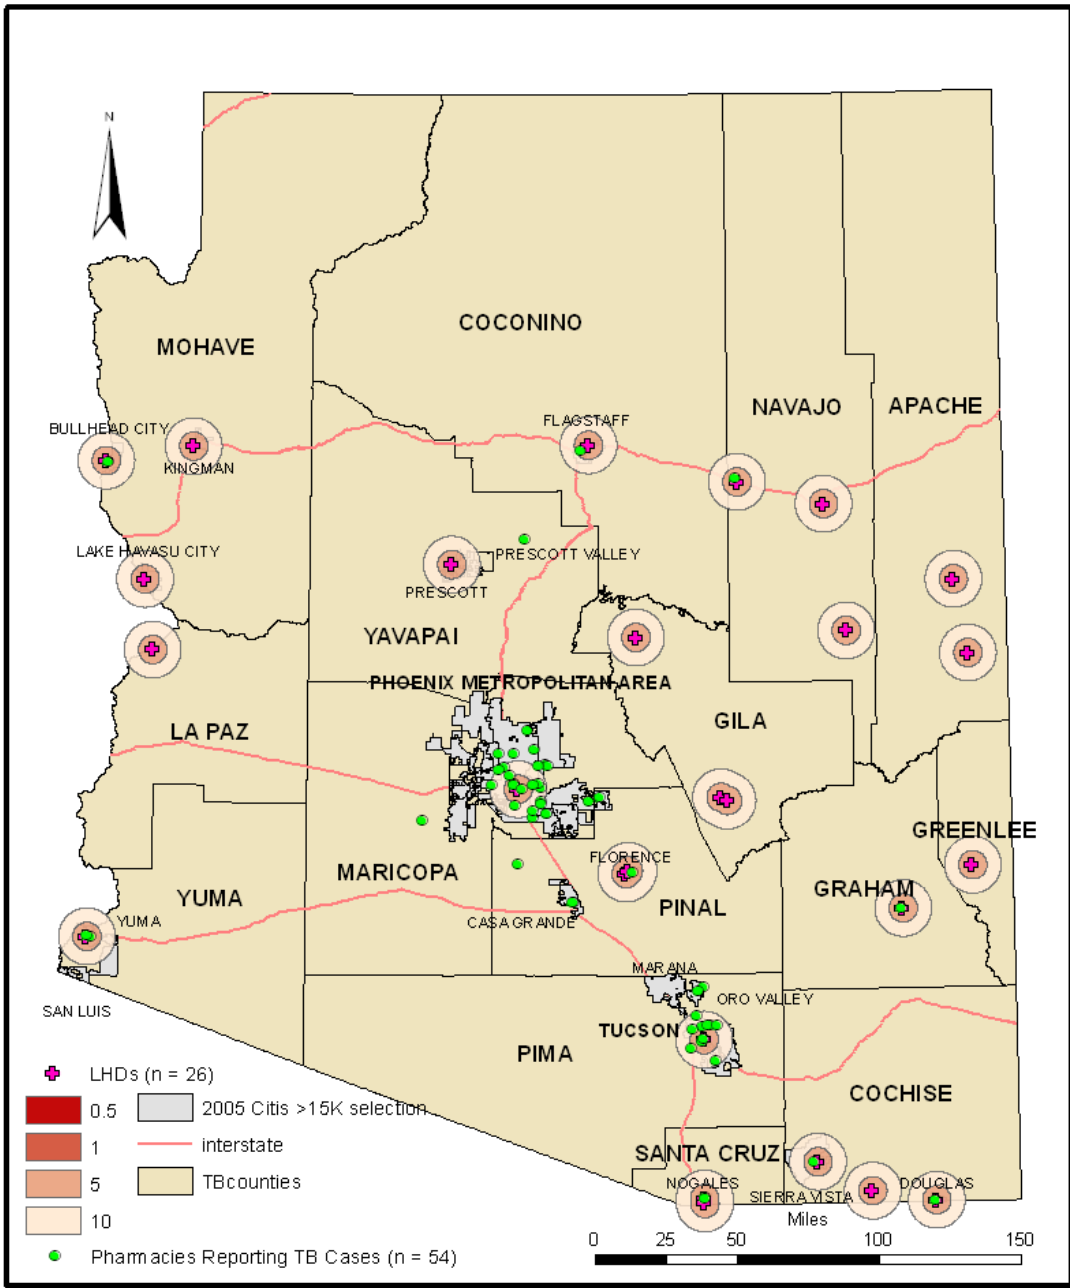 N
COCONINO
MOHAVE
NAVAJO
APACHE
FLAGSTAFF
BULLHEAD CITY
KINGMAN
LAKE HAVASU CITY
PRESCOTT VALLEY
PRESCOTT
YAVAPAI
PHOENIX METROPOLITAN AREA
GILA
LA PAZ
GREENLEE
FLORENCE
MARICOPA
GRAHAM
YUMA
PINAL
YUMA
CASA GRANDE
MARANA
ORO VALLEY
SAN LUIS
TUCSON
PIMA
COCHISE
SANTA CRUZ
NOGALES
DOUGLAS
SIERRA VISTA
LHDs (n = 26)
0.5
2005 Citis >15K selection
1
interstate
5
TBcounties
10
Pharmacies Reporting TB Cases (n = 54)
Miles
0 25 50 100 150